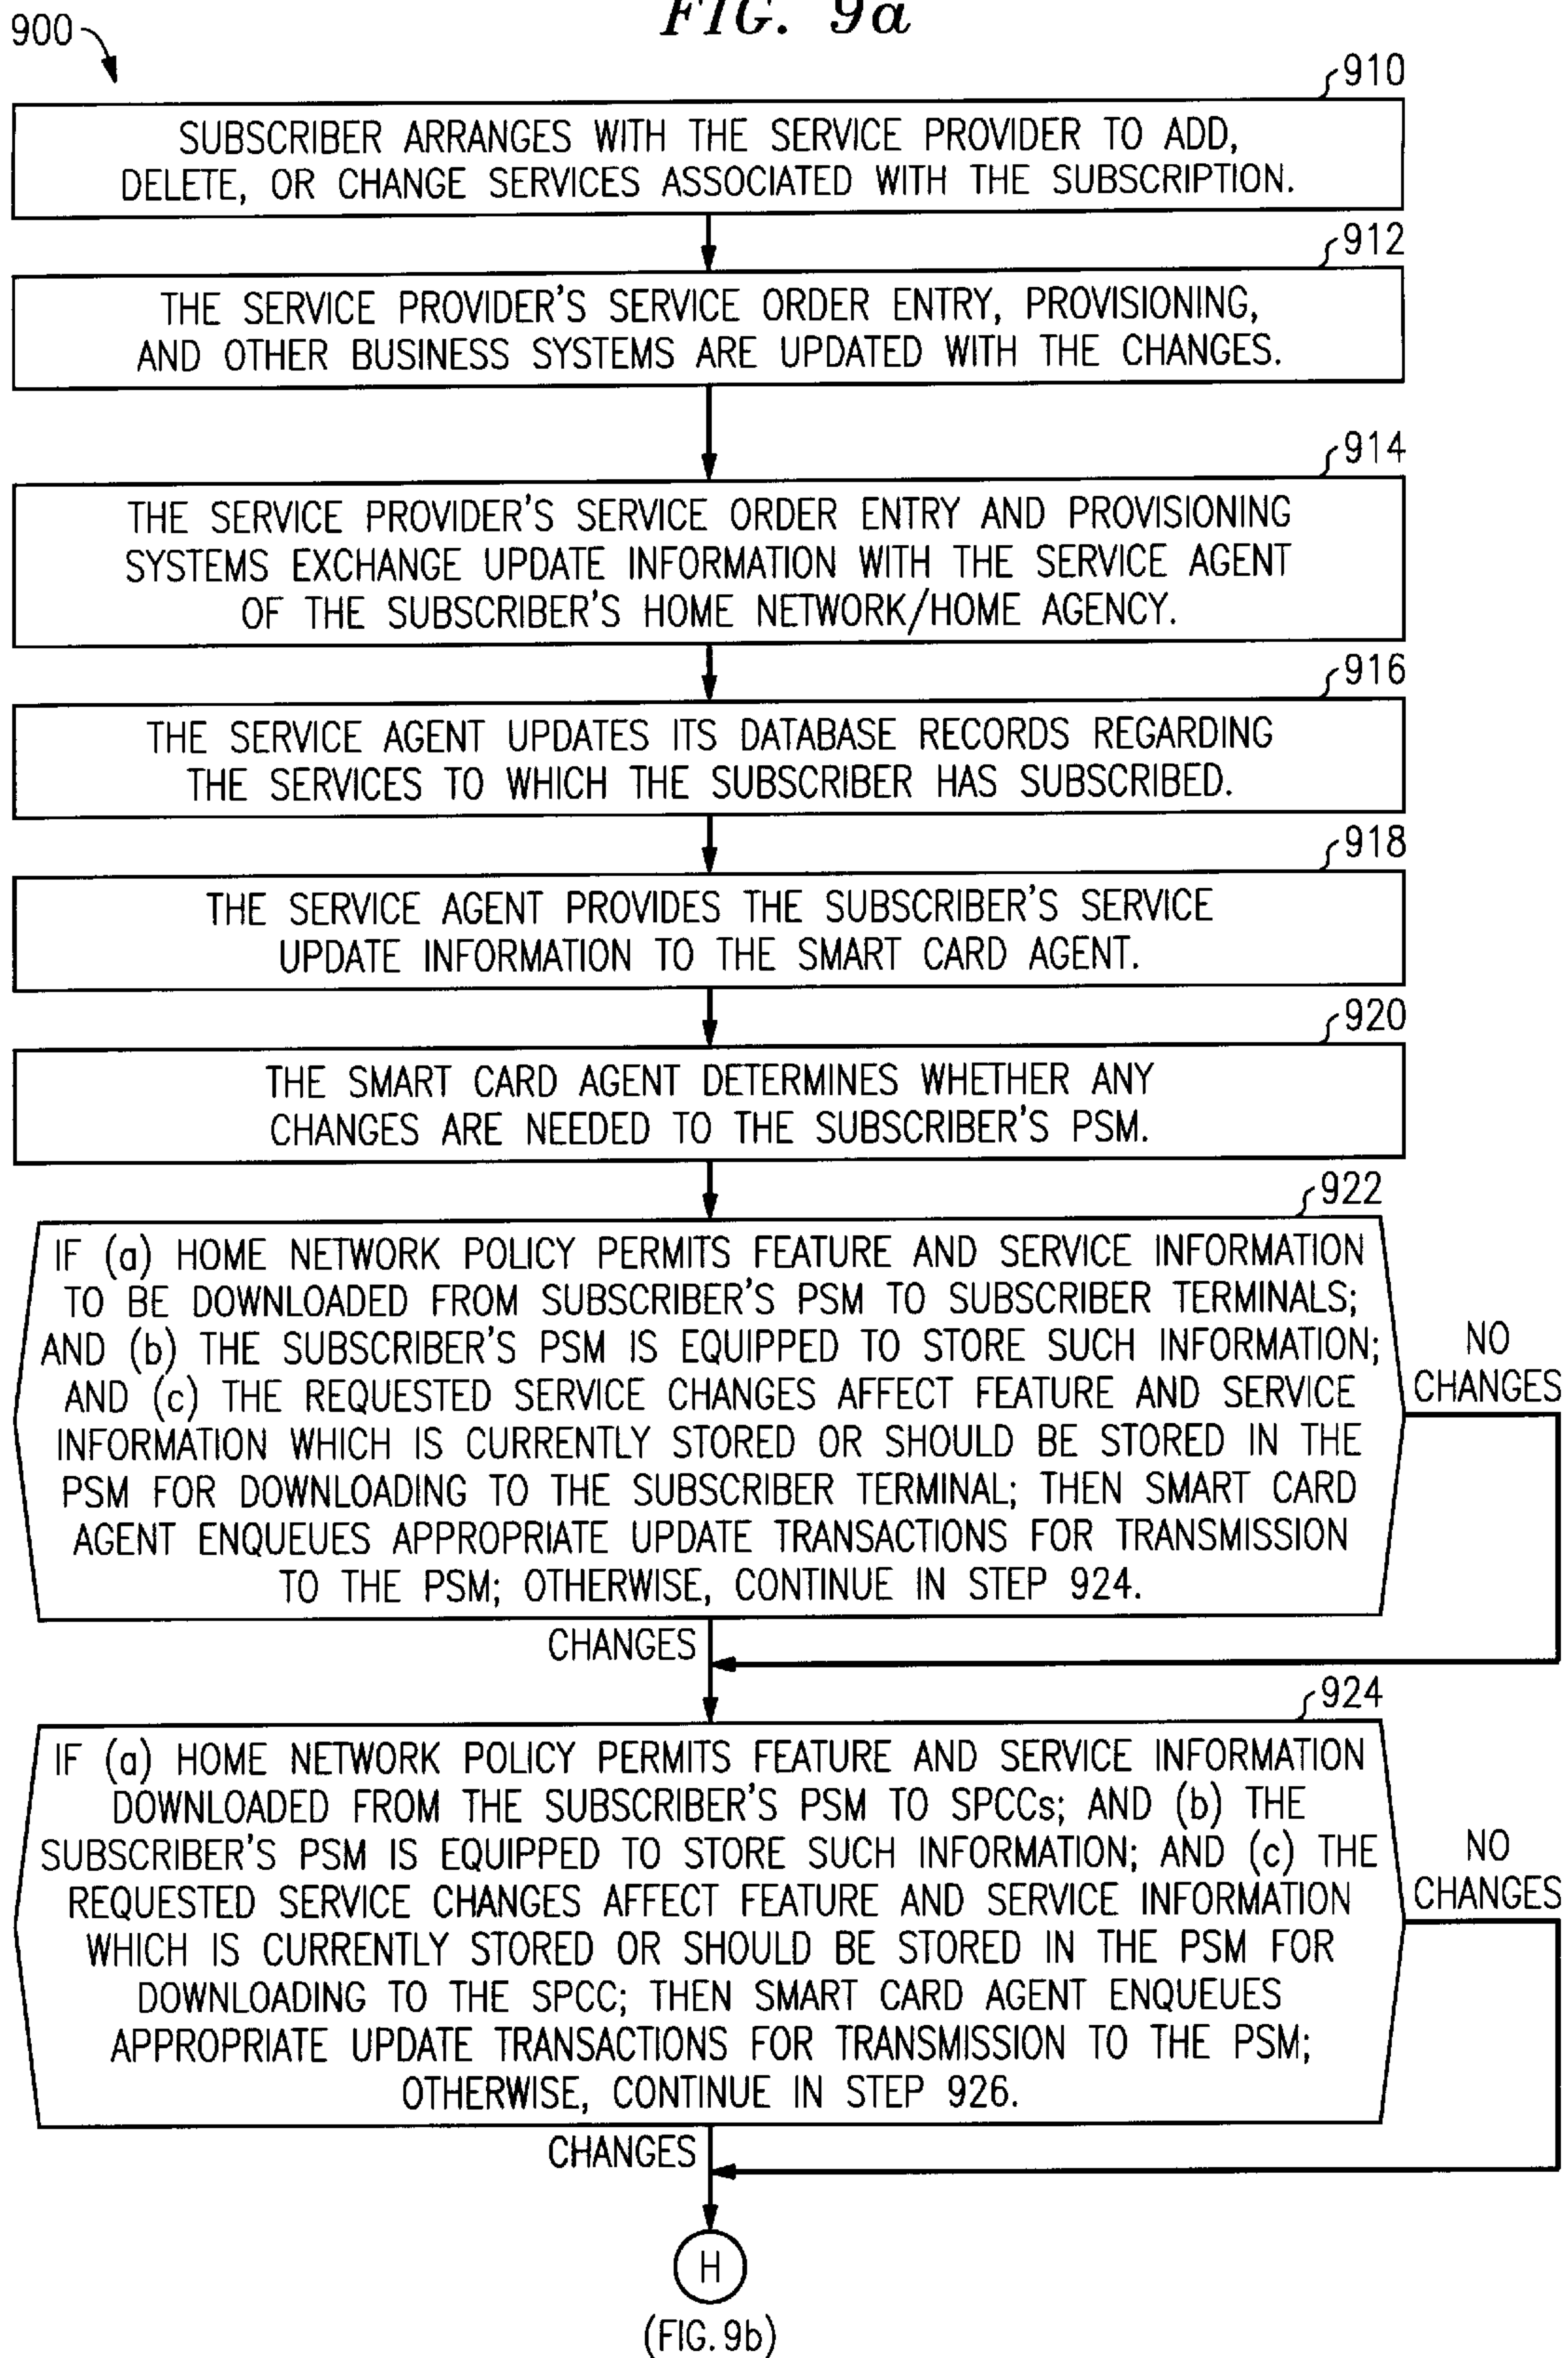 FIG. 9a
900
910
SUBSCRIBER ARRANGES WITH THE SERVICE PROVIDER TO ADD,
DELETE, OR CHANGE SERVICES ASSOCIATED WITH THE SUBSCRIPTION.
912
THE SERVICE PROVIDER'S SERVICE ORDER ENTRY, PROVISIONING,
AND OTHER BUSINESS SYSTEMS ARE UPDATED WITH THE CHANGES.
914
THE SERVICE PROVIDER'S SERVICE ORDER ENTRY AND PROVISIONING
SYSTEMS EXCHANGE UPDATE INFORMATION WITH THE SERVICE AGENT
OF THE SUBSCRIBER'S HOME NETWORK/HOME AGENCY.
916
THE SERVICE AGENT UPDATES ITS DATABASE RECORDS REGARDING
THE SERVICES TO WHICH THE SUBSCRIBER HAS SUBSCRIBED.
918
THE SERVICE AGENT PROVIDES THE SUBSCRIBER'S SERVICE
UPDATE INFORMATION TO THE SMART CARD AGENT.
920
THE SMART CARD AGENT DETERMINES WHETHER ANY
CHANGES ARE NEEDED TO THE SUBSCRIBER'S PSM.
922
IF (a) HOME NETWORK POLICY PERMITS FEATURE AND SERVICE INFORMATION
TO BE DOWNLOADED FROM SUBSCRIBER'S PSM TO SUBSCRIBER TERMINALS;
AND (b) THE SUBSCRIBER'S PSM IS EQUIPPED TO STORE SUCH INFORMATION;
AND (c) THE REQUESTED SERVICE CHANGES AFFECT FEATURE AND SERVICE
INFORMATION WHICH IS CURRENTLY STORED OR SHOULD BE STORED IN THE
PSM FOR DOWNLOADING TO THE SUBSCRIBER TERMINAL; THEN SMART CARD
AGENT ENQUEUES APPROPRIATE UPDATE TRANSACTIONS FOR TRANSMISSION
TO THE PSM; OTHERWISE, CONTINUE IN STEP 924.
NO
CHANGES
CHANGES
924
IF (a) HOME NETWORK POLICY PERMITS FEATURE AND SERVICE INFORMATION
DOWNLOADED FROM THE SUBSCRIBER'S PSM TO SPCCs; AND (b) THE
SUBSCRIBER'S PSM IS EQUIPPED TO STORE SUCH INFORMATION; AND (c) THE
REQUESTED SERVICE CHANGES AFFECT FEATURE AND SERVICE INFORMATION
WHICH IS CURRENTLY STORED OR SHOULD BE STORED IN THE PSM FOR
DOWNLOADING TO THE SPCC; THEN SMART CARD AGENT ENQUEUES
APPROPRIATE UPDATE TRANSACTIONS FOR TRANSMISSION TO THE PSM;
OTHERWISE, CONTINUE IN STEP 926.
NO
CHANGES
CHANGES
H
(FIG. 9b)